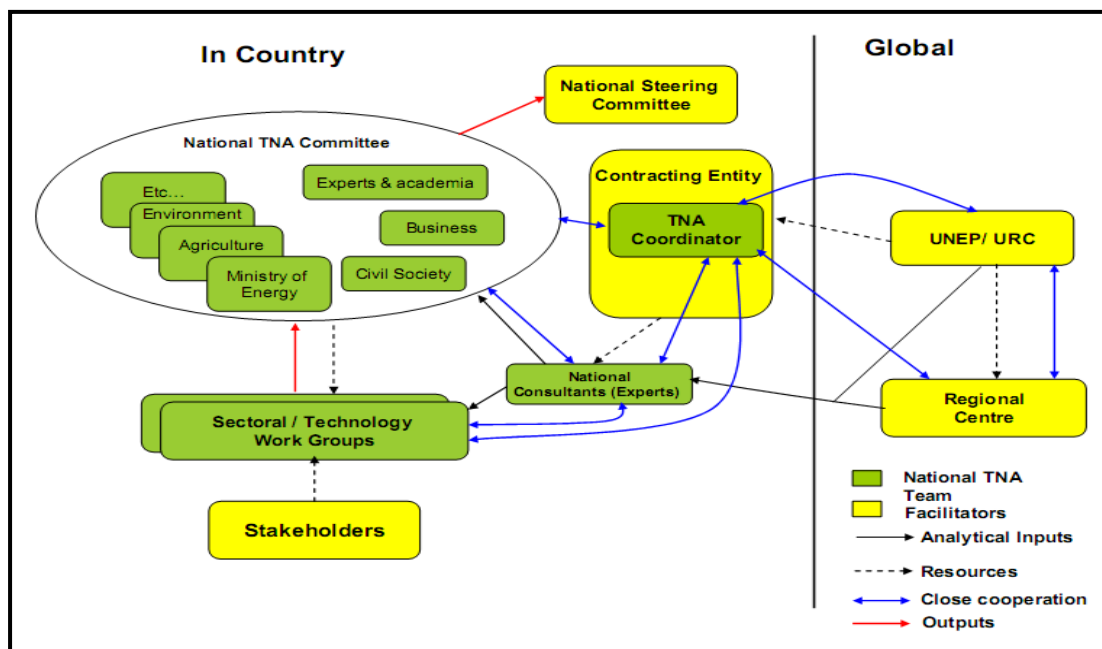 In Country
Global
National Steering
Committee
National TNA Committee
Etc…
Environment
Agriculture
Ministry of
Energy
Experts & academia
Business
Civil Society
Contracting Entity
TNA
Coordinator
UNEP/ URC
National
Consultants (Experts)
Regional
Centre
Sectoral / Technology
Work Groups
Stakeholders
National TNA
Team
Facilitators
Analytical Inputs
Resources
Close cooperation
Outputs